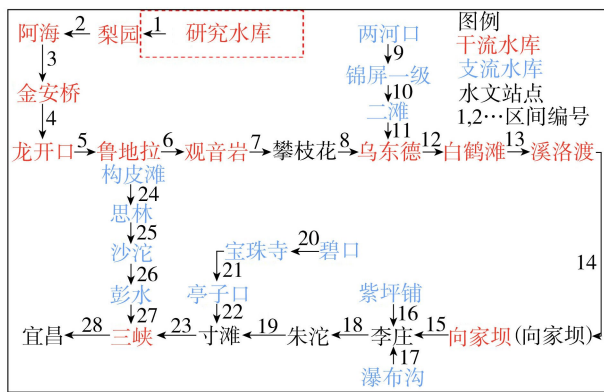 阿海 2 梨园 1 研究水库 两河口 图例
3 9 干流水库
金安桥 锦屏一级 支流水库
4 10 水文站点
二滩 1,2…区间编号
11
龙开口 5 鲁地拉 6 观音岩 7 攀枝花 8 乌东德 12 白鹤滩 13 溪洛渡
构皮滩
24
思林
25
沙沱 宝珠寺 20 碧口 14
26 21
彭水 亭子口 紫坪铺
27 22 16
宜昌 28 三峡 23 寸滩 19 朱沱 18 李庄 15 向家坝 (向家坝)
17
瀑布沟